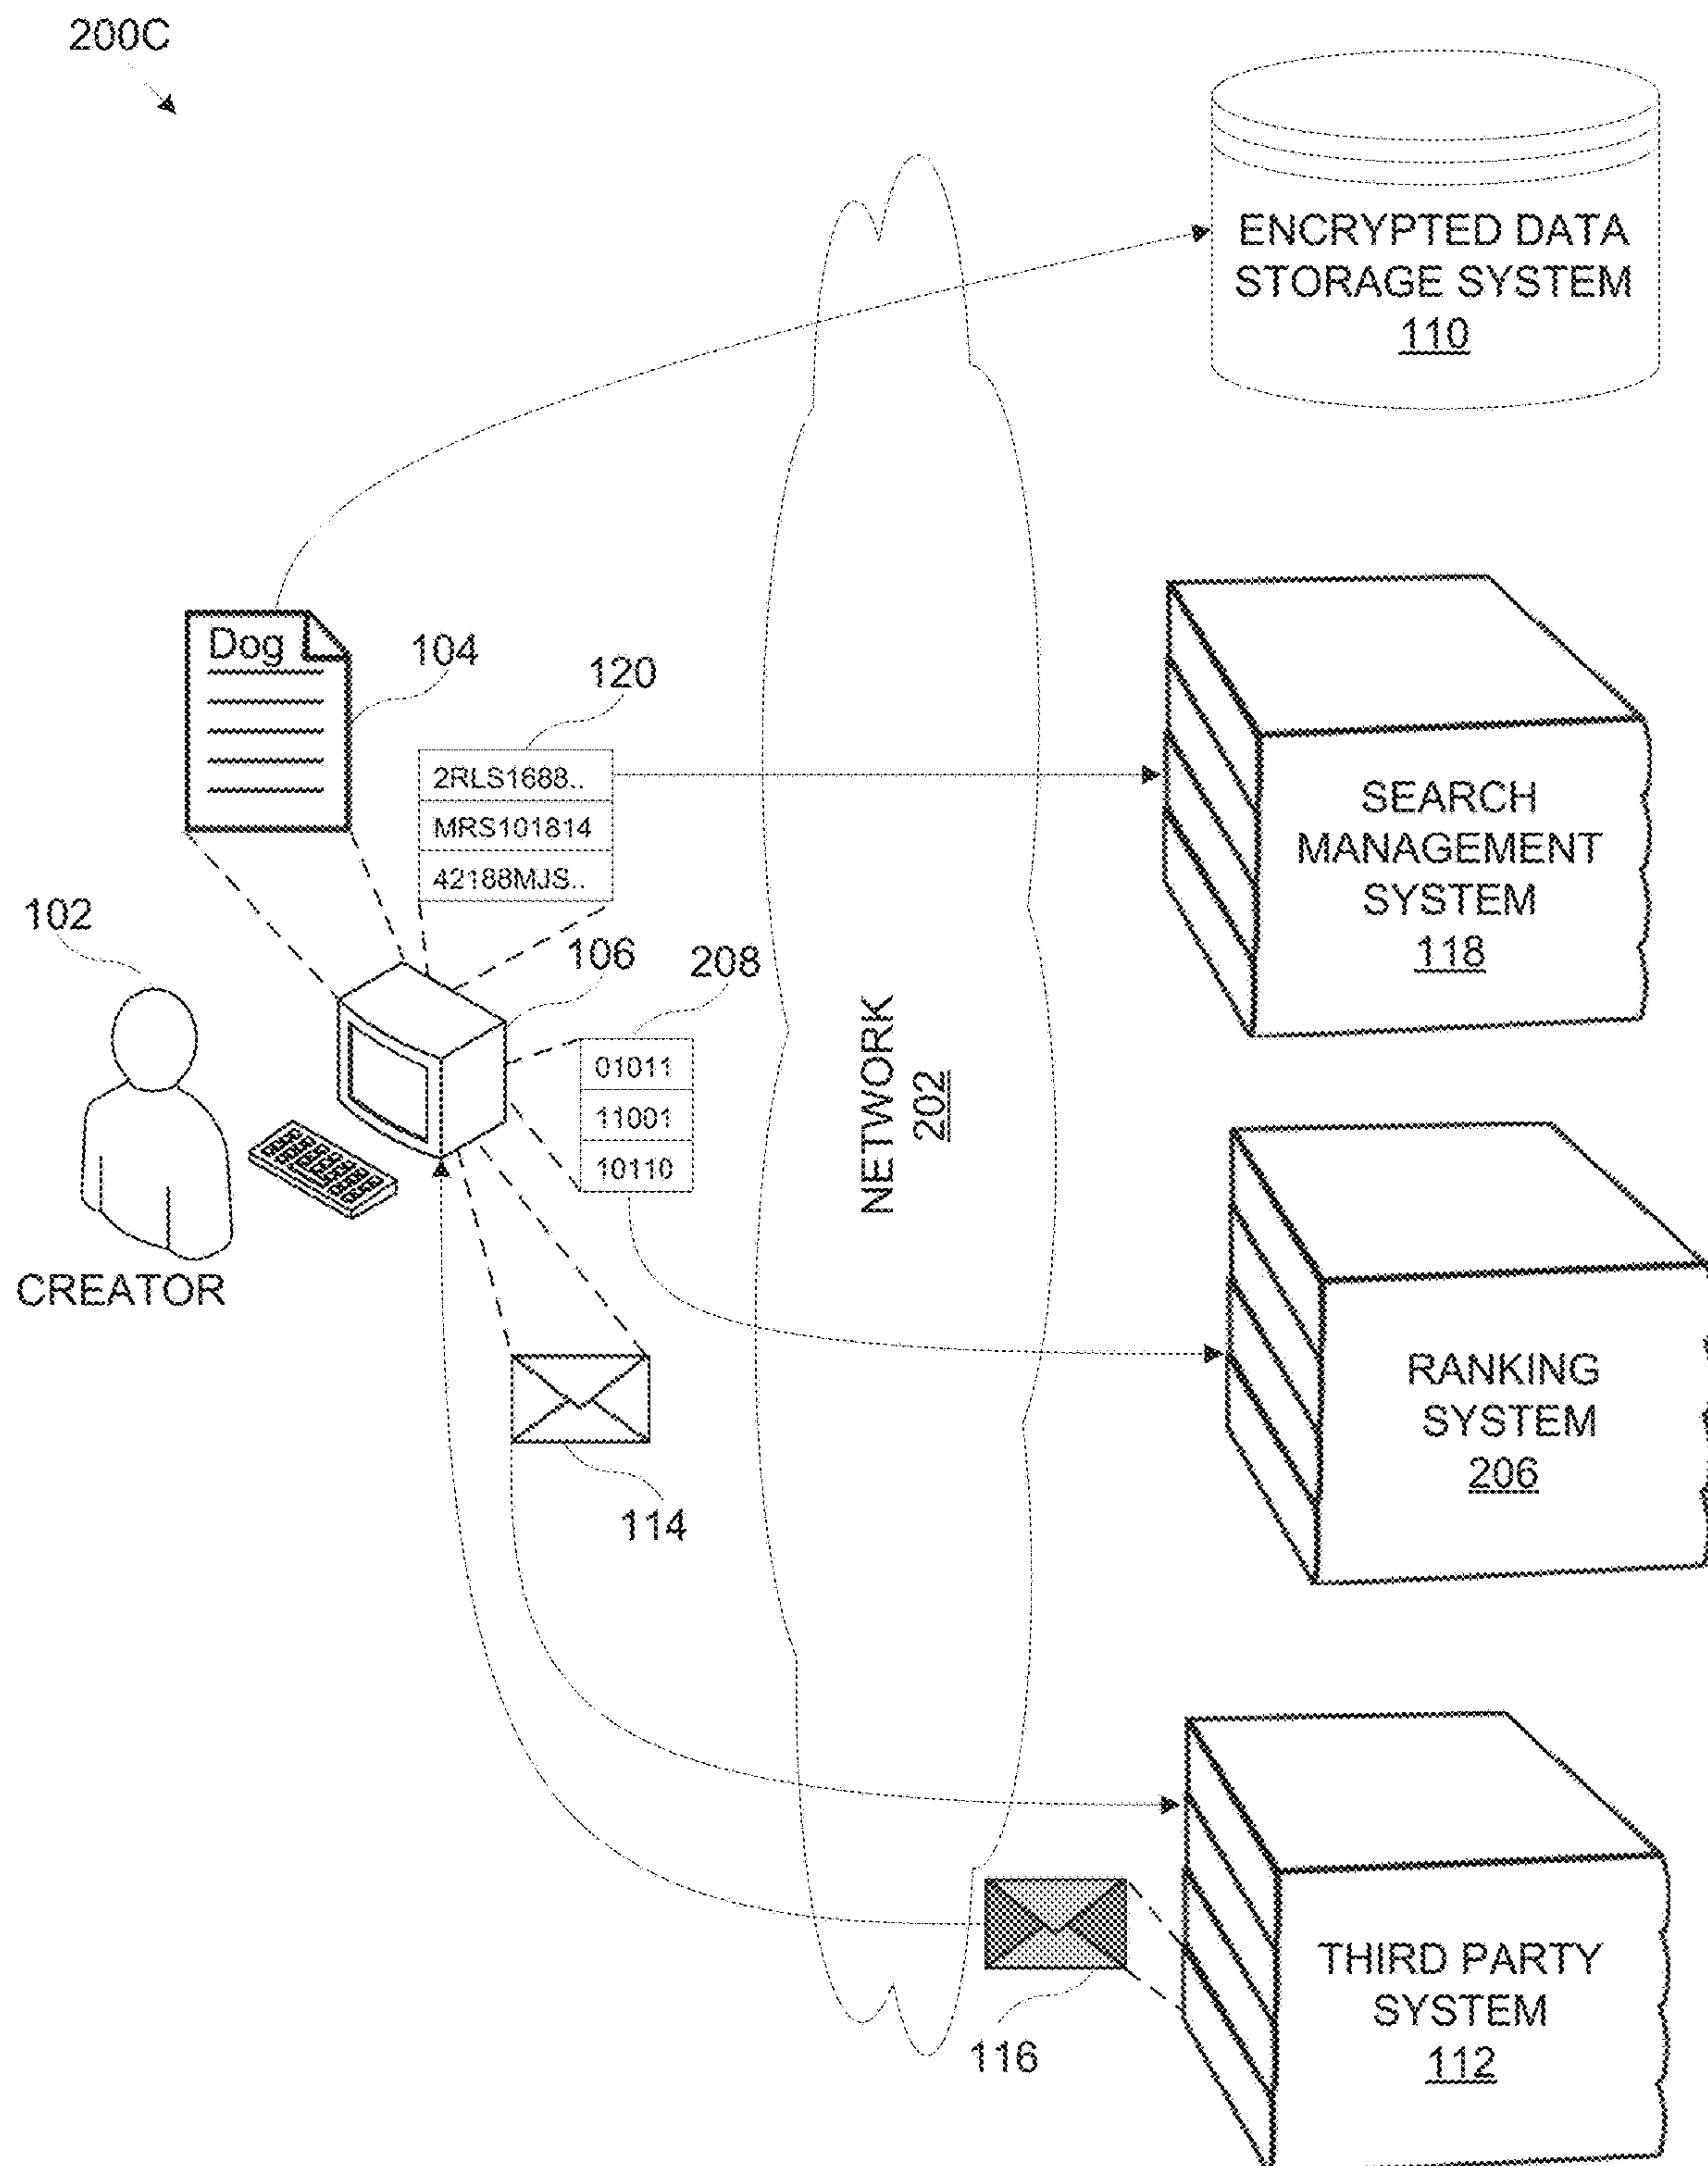 200C
ENCRYPTED DATA
STORAGE SYSTEM
110
Dog
104
120
2RLS1688..
MRS101814
42188MJS..
SEARCH
MANAGEMENT
SYSTEM
118
102
106
208
01011
11001
10110
NETWORK
202
CREATOR
RANKING
SYSTEM
206
114
THIRD PARTY
SYSTEM
112
116